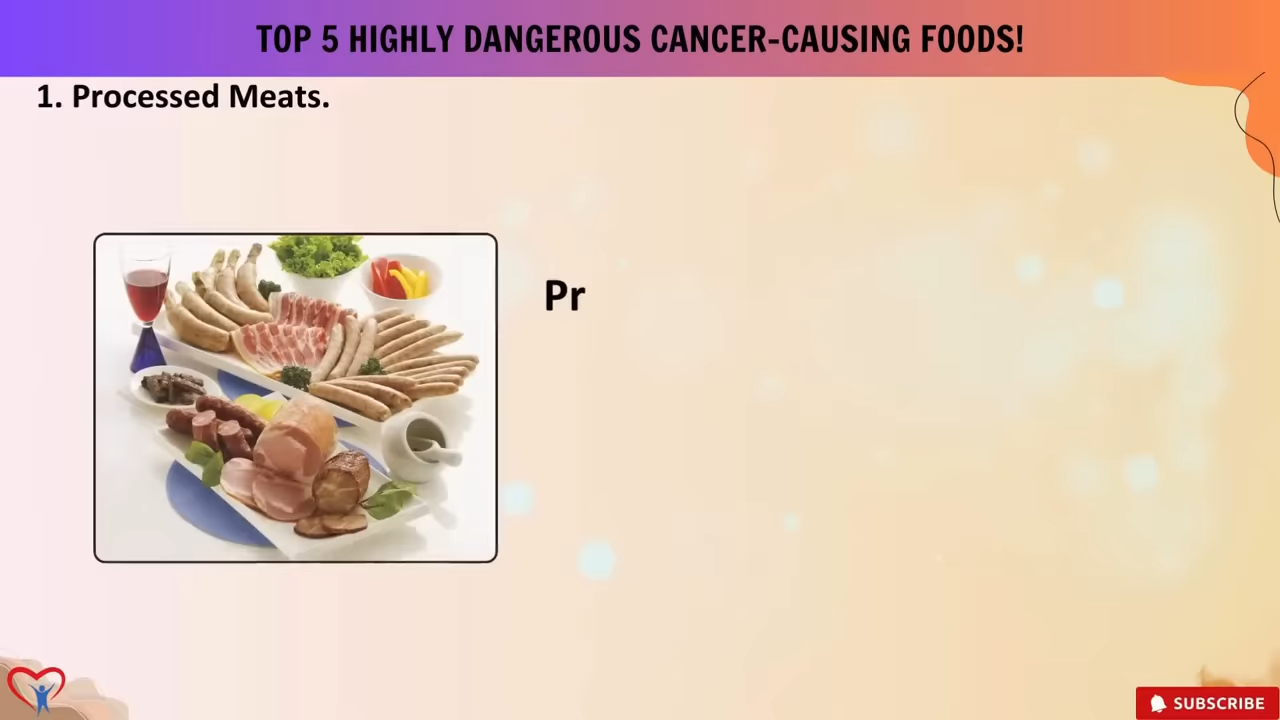 TOP 5 HIGHLY DANGEROUS CANCER-CAUSING FOODS!
1. Processed Meats.
Pr
SUBSCRIBE